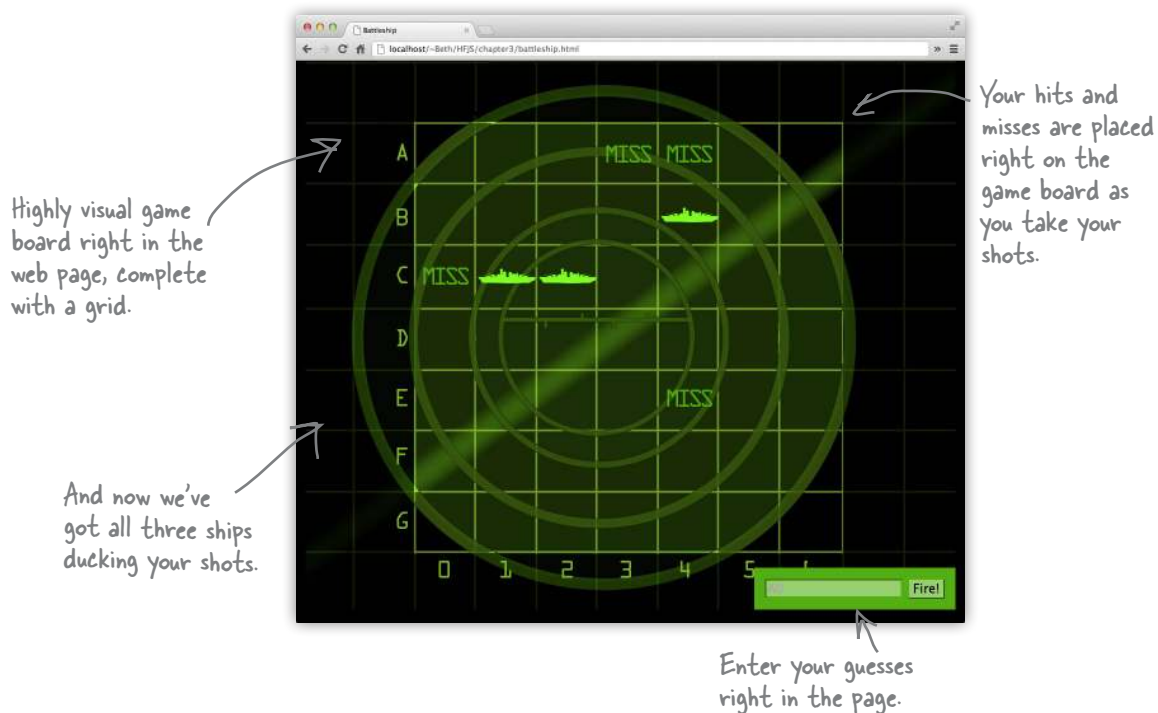 Battleship
localhost/~Beth/HFJS/chapter3/battleship.html
Your hits and
misses are placed
right on the
game board as
you take your
shots.
Highly visual game
board right in the
web page, complete
with a grid.
A MISS MISS
B
C MISS
D
E MISS
F
G
0 1 2 3 4 5
And now we've
got all three ships
ducking your shots.
Fire!
Enter your guesses
right in the page.